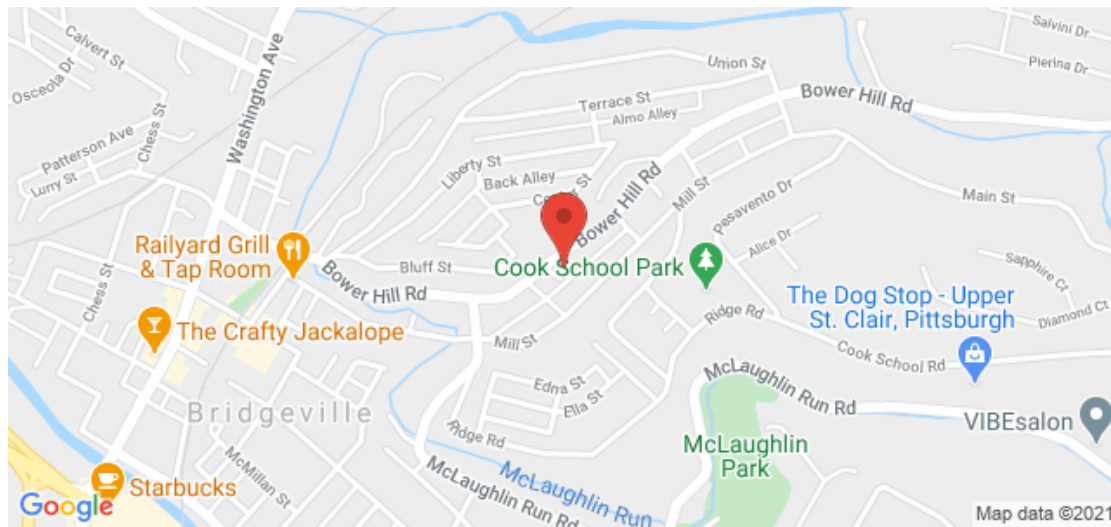 Salvini Dr
Calvert St
Osceola Dr
Washington Ave
Union St
Pierina Dr
Bower Hill Rd
Terrace St
Almo Alley
Chess St
Patterson Ave
Lurry St
Liberty St
Back Alley
Bower Hill Rd
Mill St
Pesavento Dr
Main St
Alice Dr
Railyard Grill
& Tap Room
Bluff St
Cook School Park
Bower Hill Rd
Sapphire Ct
Chess St
The Dog Stop - Upper
St. Clair, Pittsburgh
Diamond Ct
Ridge Rd
The Crafty Jackalope
Mill St
Cook School Rd
Edna St
Ella St
McLaughlin Run Rd
Bridgeville
VIBEsalon
Ridge Rd
McLaughlin
Park
McMillan St
McLaughlin Run Rd
McLaughlin Run
Starbucks
Google
Map data ©2021